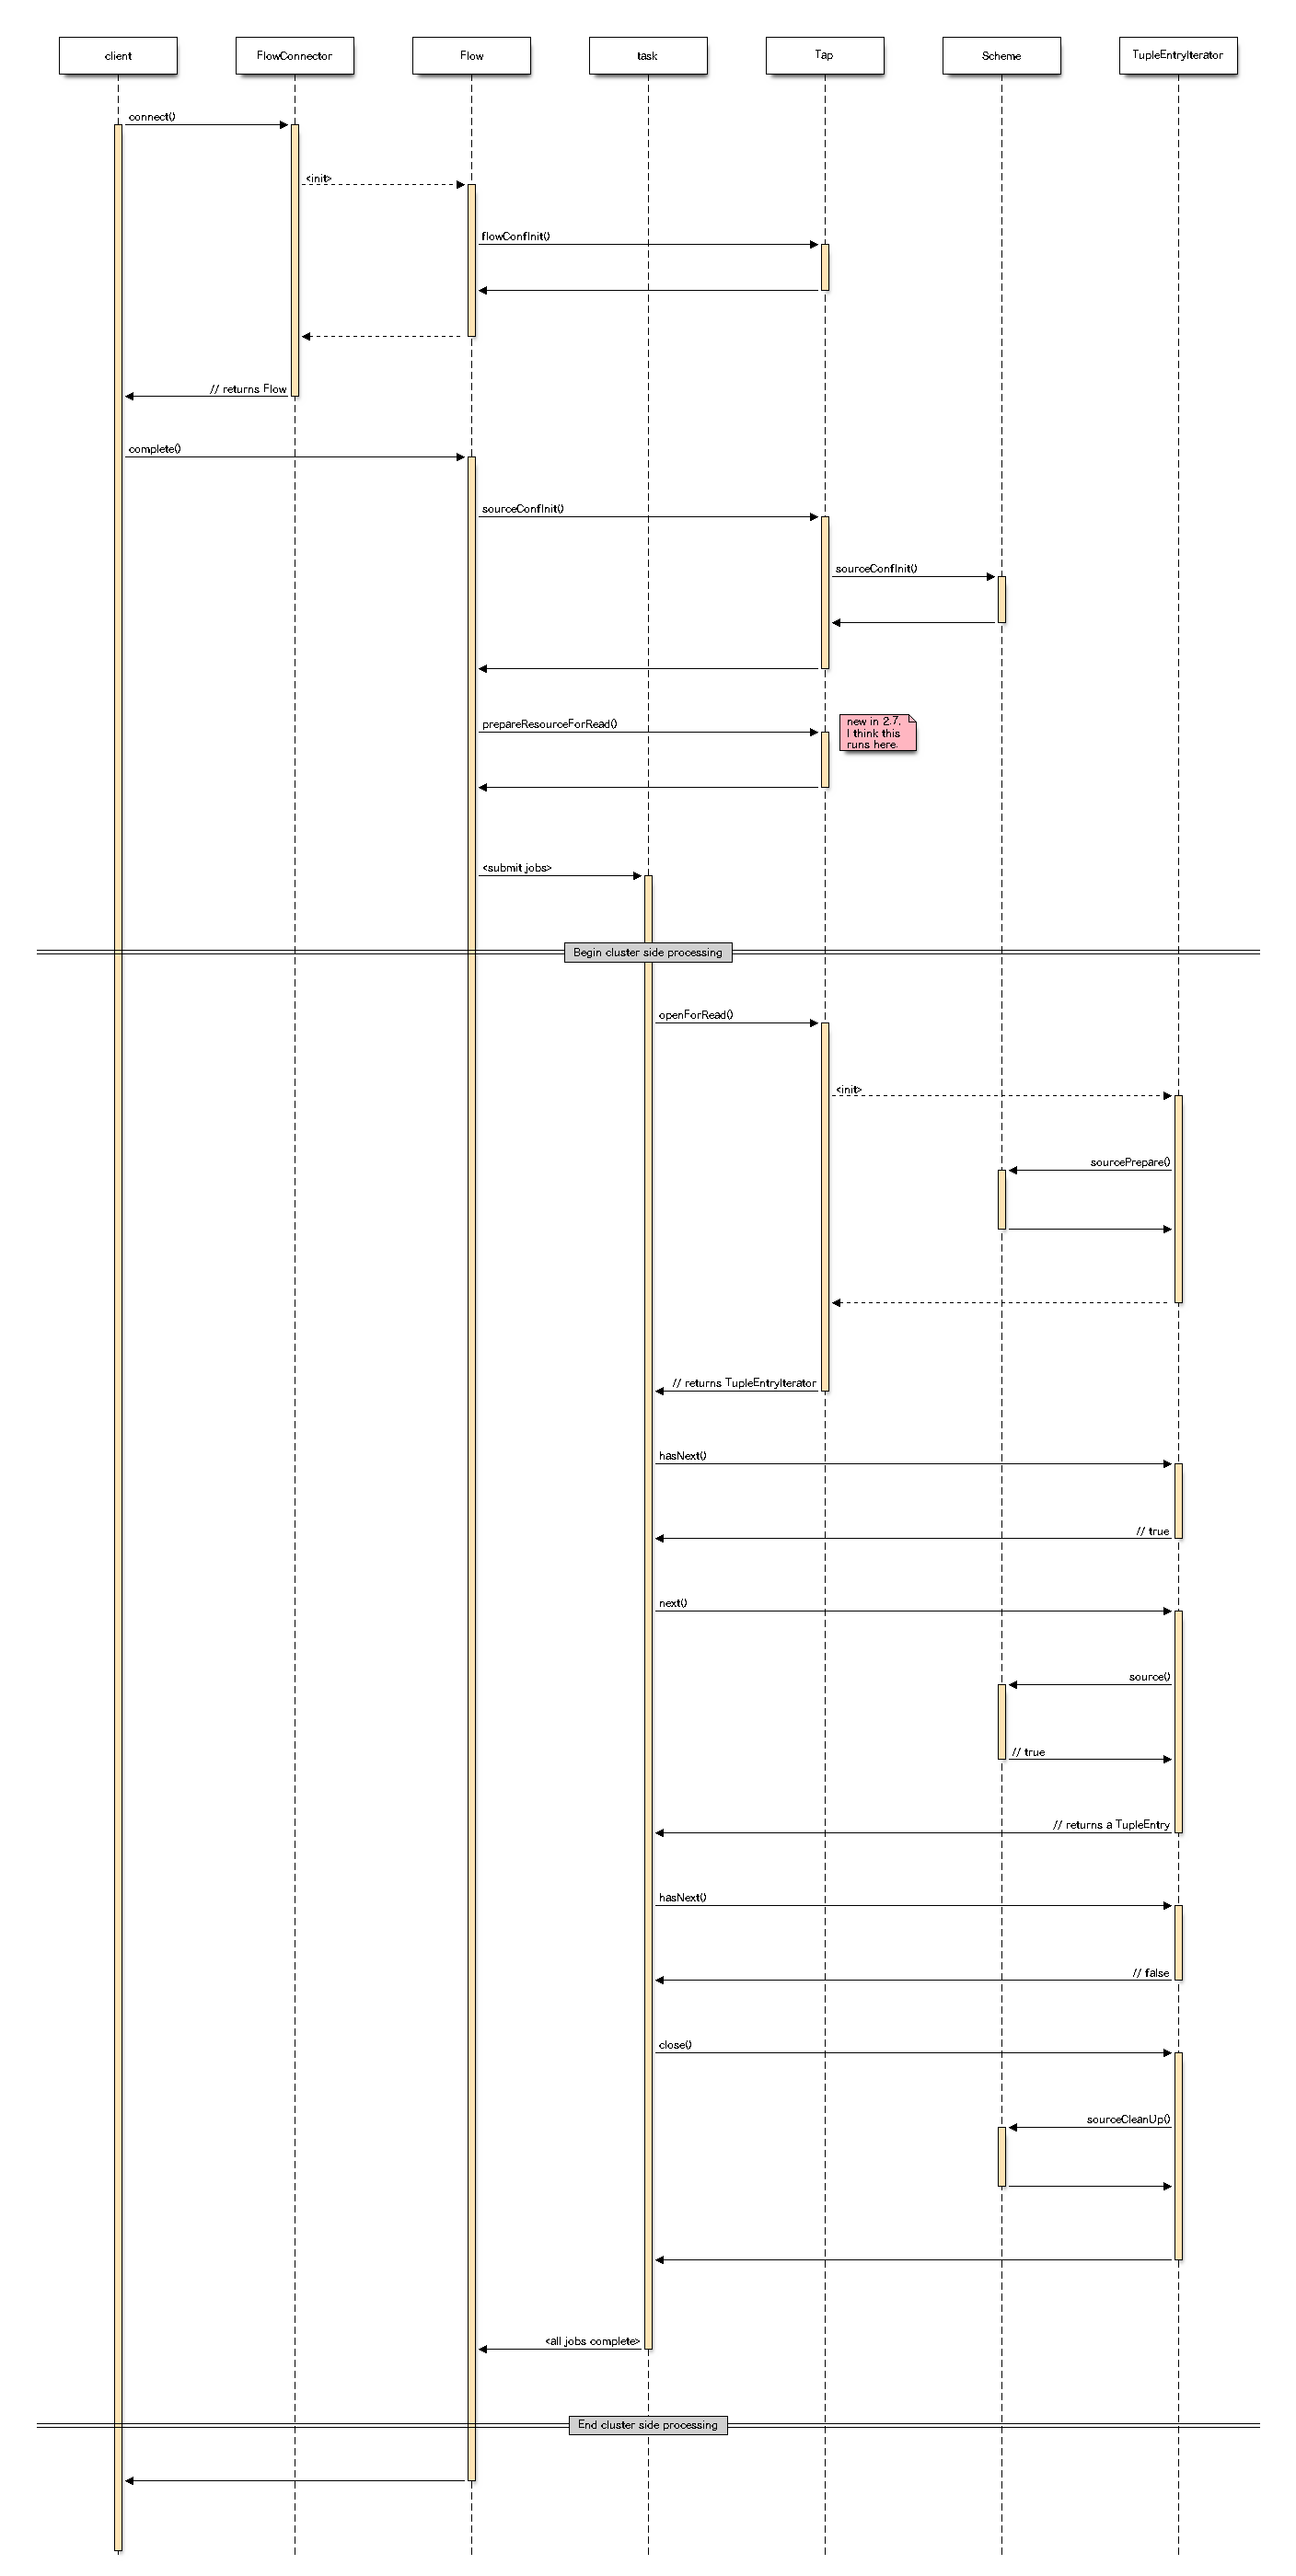 client
FlowConnector
Flow
task
Tap
Scheme
TupleEntryIterator
connect()
<init>
flowConfInit()
// returns Flow
complete()
sourceConfInit()
sourceConfInit()
prepareResourceForRead()
new in 2.7.
I think this
runs here.
<submit jobs>
Begin cluster side processing
openForRead()
<init>
sourcePrepare()
// returns TupleEntryIterator
hasNext()
// true
next()
source()
// true
// returns a TupleEntry
hasNext()
// false
close()
sourceCleanUp()
<all jobs complete>
End cluster side processing